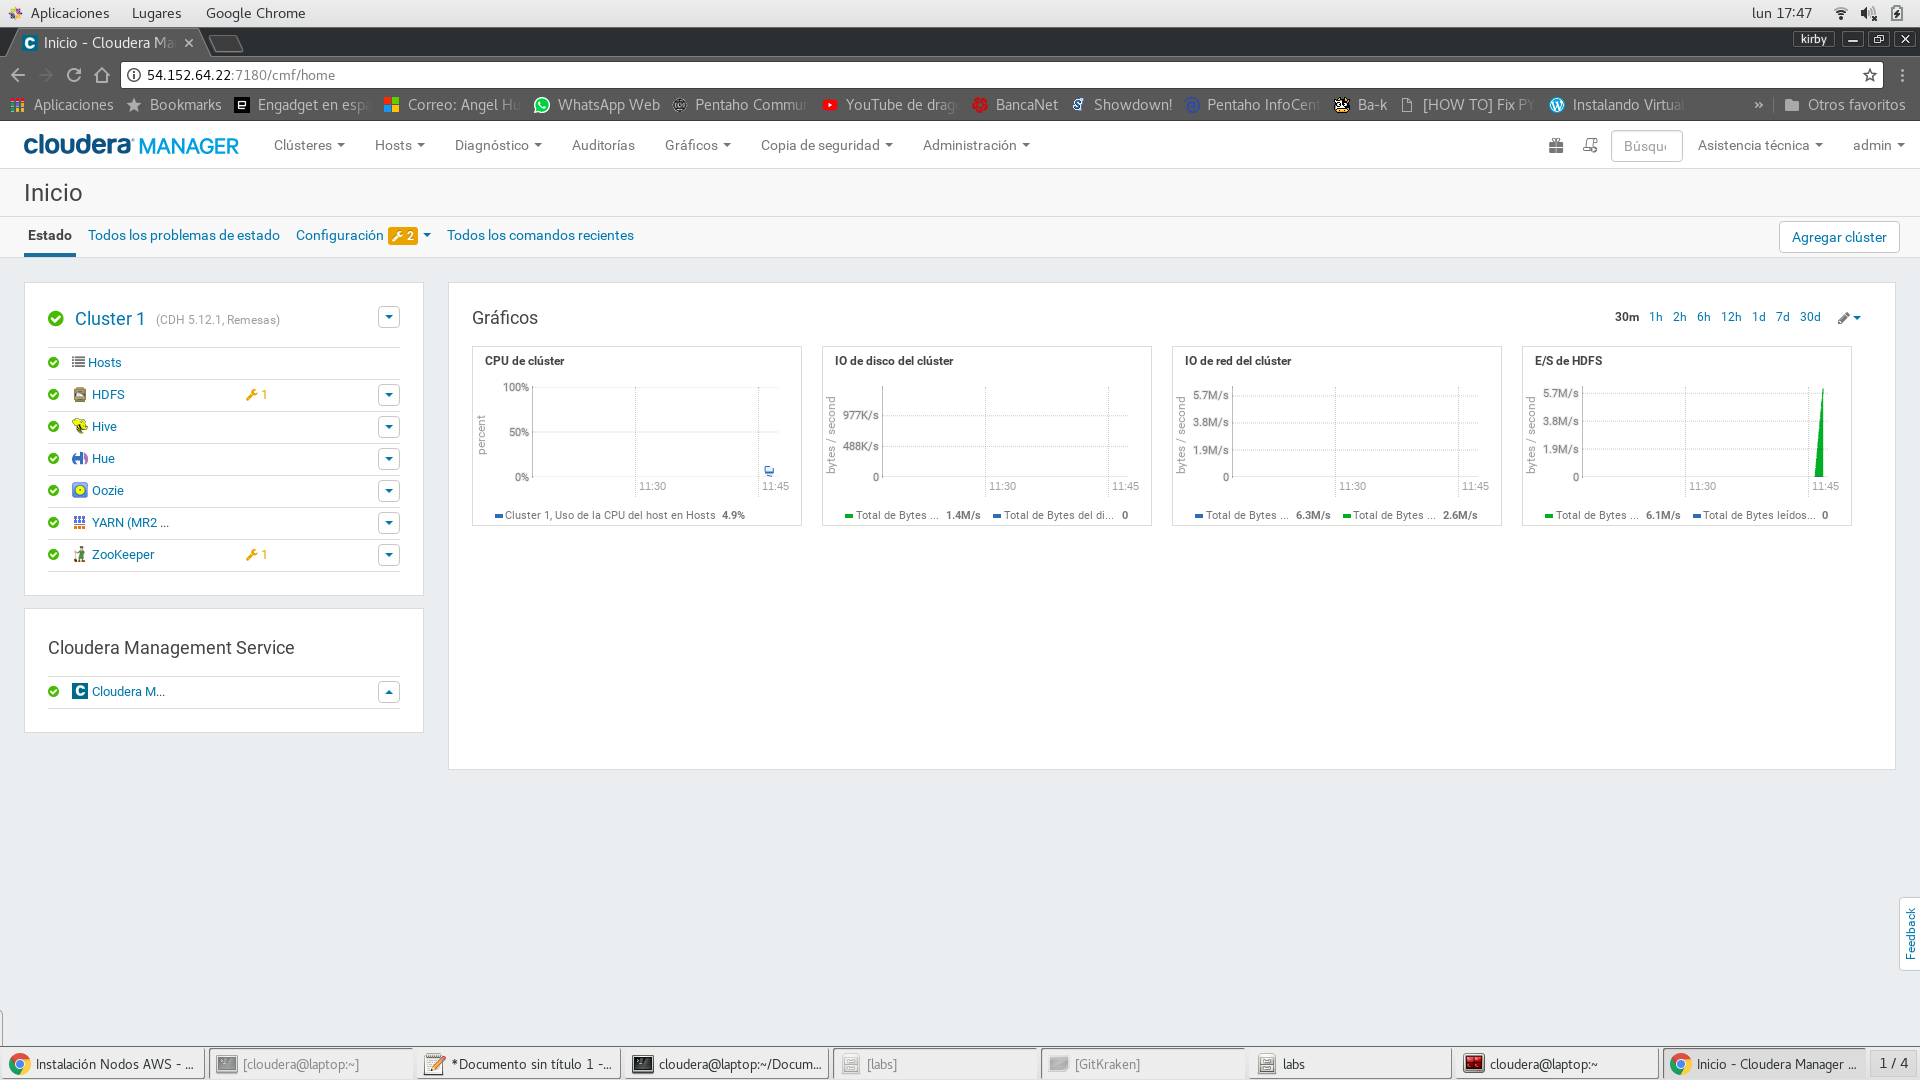 Aplicaciones Lugares Google Chrome lun 17:47
Inicio - Cloudera Ma kirby
54.152.64.22:7180/cmf/home
Aplicaciones Bookmarks Engadget en espa Correo: Angel Hu WhatsApp Web Pentaho Commun YouTube de drag BancaNet Showdown! Pentaho InfoCent Ba-k [HOW TO] Fix PY Instalando Virtual » Otros favoritos
cloudera MANAGER Clústeres Hosts Diagnóstico Auditorías Gráficos Copia de seguridad Administración Búsqu Asistencia técnica admin
Inicio
Estado Todos los problemas de estado Configuración 2 Todos los comandos recientes Agregar clúster
Cluster 1 (CDH 5.12.1, Remesas)
Hosts
HDFS 1
Hive
Hue
Oozie
YARN (MR2 ...
ZooKeeper 1
Cloudera Management Service
Cloudera M...
Gráficos 30m 1h 2h 6h 12h 1d 7d 30d
CPU de clúster
percent
100%
50%
0%
11:30 11:45
Cluster 1, Uso de la CPU del host en Hosts 4.9%
IO de disco del clúster
bytes / second
977K/s
488K/s
0
11:30 11:45
Total de Bytes ... 1.4M/s Total de Bytes del di... 0
IO de red del clúster
bytes / second
5.7M/s
3.8M/s
1.9M/s
0
11:30 11:45
Total de Bytes ... 6.3M/s Total de Bytes ... 2.6M/s
E/S de HDFS
bytes / second
5.7M/s
3.8M/s
1.9M/s
0
11:30 11:45
Total de Bytes ... 6.1M/s Total de Bytes leídos... 0
Feedback
Instalación Nodos AWS - ... [cloudera@laptop:~] *Documento sin título 1 -... cloudera@laptop:~/Docum... [labs] [GitKraken] labs cloudera@laptop:~ Inicio - Cloudera Manager ... 1 / 4